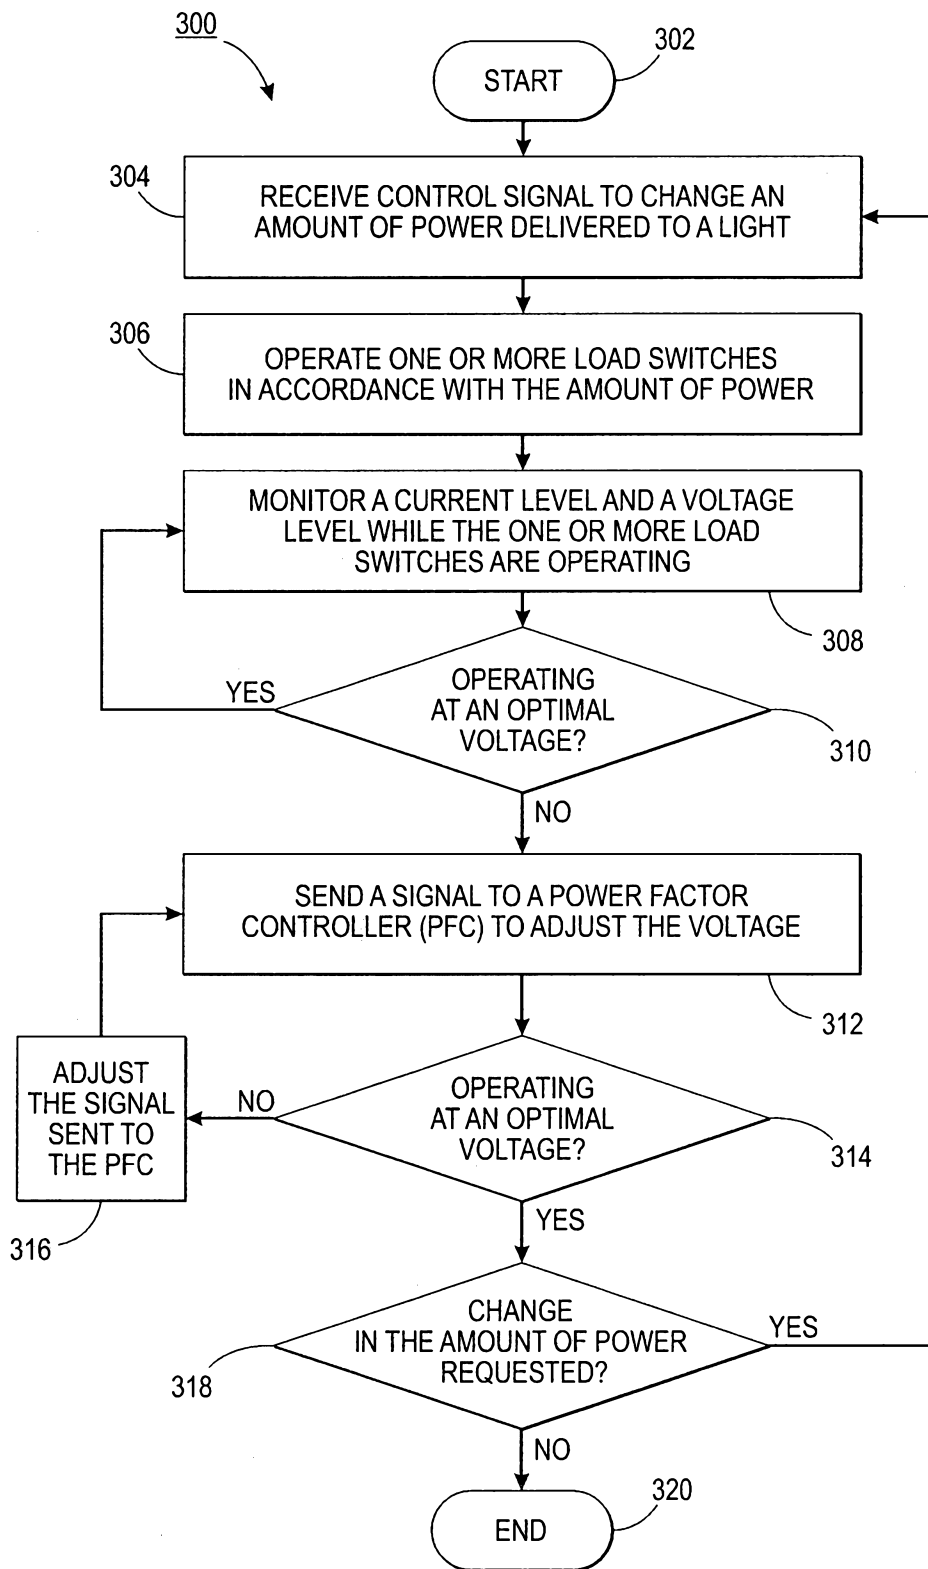 300
302
START
304
RECEIVE CONTROL SIGNAL TO CHANGE AN
AMOUNT OF POWER DELIVERED TO A LIGHT
306
OPERATE ONE OR MORE LOAD SWITCHES
IN ACCORDANCE WITH THE AMOUNT OF POWER
MONITOR A CURRENT LEVEL AND A VOLTAGE
LEVEL WHILE THE ONE OR MORE LOAD
SWITCHES ARE OPERATING
308
YES
OPERATING
AT AN OPTIMAL
VOLTAGE?
310
NO
SEND A SIGNAL TO A POWER FACTOR
CONTROLLER (PFC) TO ADJUST THE VOLTAGE
312
ADJUST
THE SIGNAL
SENT TO
THE PFC
316
NO
OPERATING
AT AN OPTIMAL
VOLTAGE?
314
YES
CHANGE
IN THE AMOUNT OF POWER
REQUESTED?
YES
318
NO
320
END